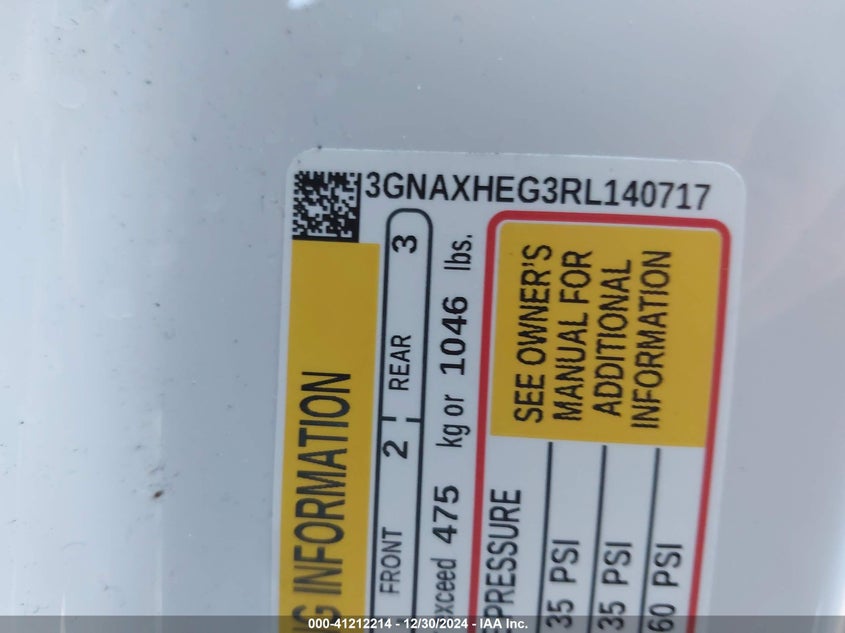 3GNAXHEG3RL140717
G INFORMATION
FRONT 2 REAR 3
xceed 475 kg or 1046 lbs.
PRESSURE
35 PSI
35 PSI
60 PSI
SEE OWNER'S
MANUAL FOR
ADDITIONAL
INFORMATION
000-41212214 - 12/30/2024 - IAA Inc.